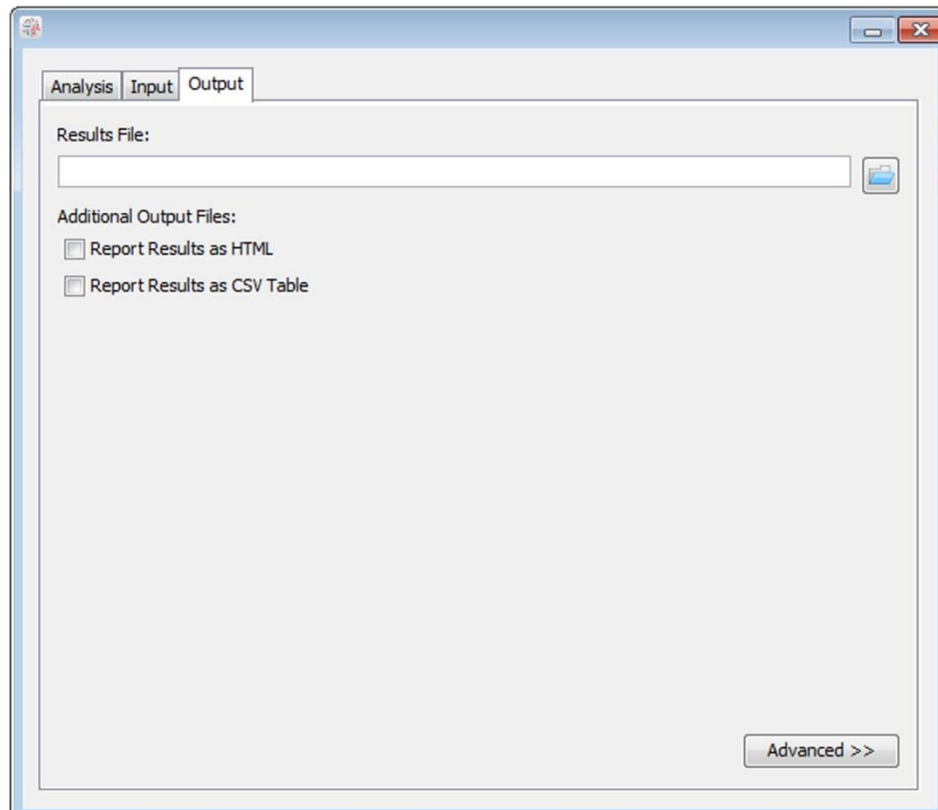 Analysis Input Output
Results File:
Additional Output Files:
Report Results as HTML
Report Results as CSV Table
Advanced >>